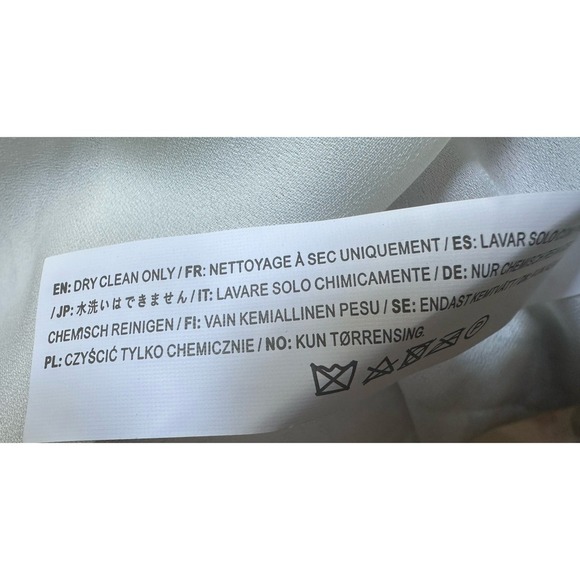 EN: DRY CLEAN ONLY / FR: NETTOYAGE À SEC UNIQUEMENT / ES: LAVAR SOLO
/ JP: 水洗いはできません / IT: LAVARE SOLO CHIMICAMENTE / DE: NUR
CHEMISCH REINIGEN / FI: VAIN KEMIALLINEN PESU / SE: ENDAST
PL: CZYŚCIĆ TYLKO CHEMICZNIE / NO: KUN TØRRENSING.